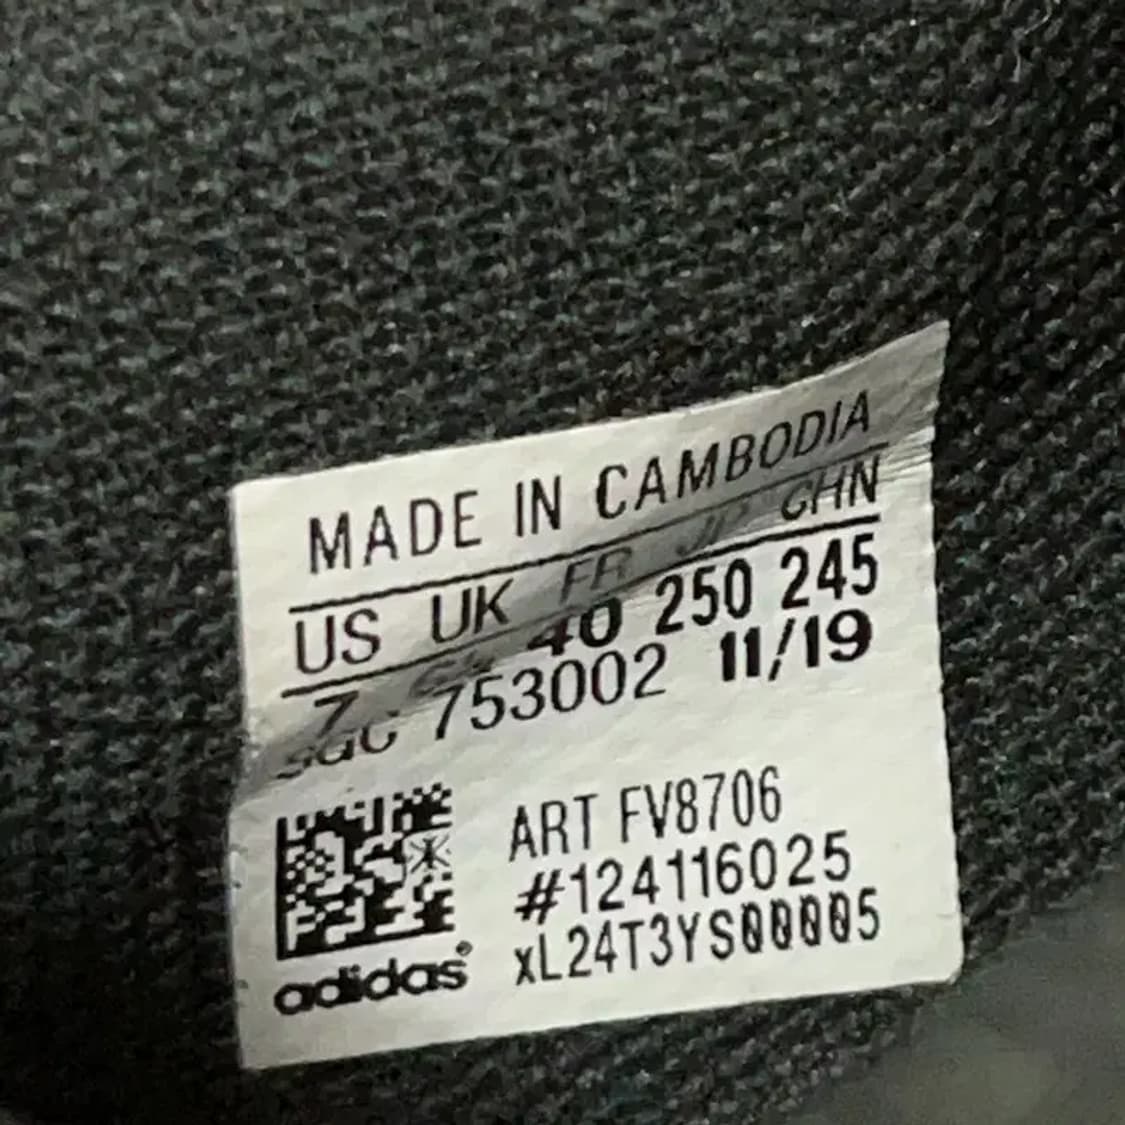 MADE IN CAMBODIA
US UK FR JP CHN
7 40 250 245
753002 11/19
ART FV8706
#124116025
xL24T3YS00005
adidas®